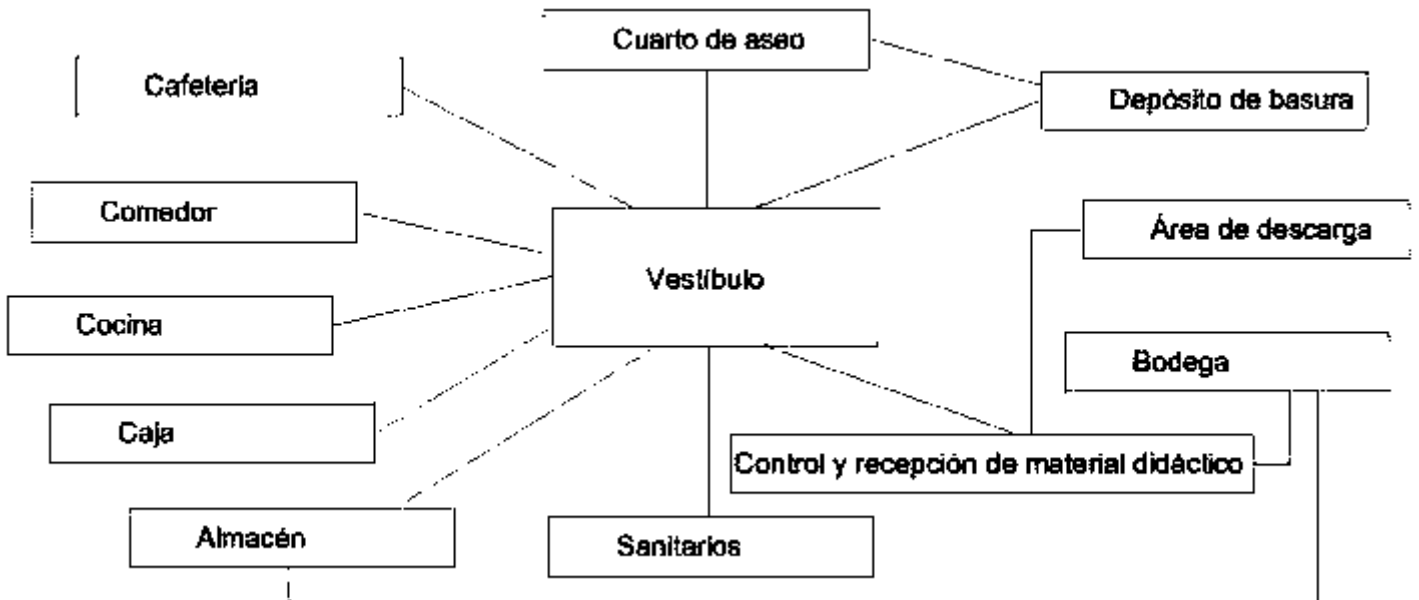 Cuarto de aseo
Cafeteria
Depósito de basura
Comedor
Área de descarga
Vestíbulo
Cocina
Bodega
Caja
Control y recepción de material didáctico
Almacén
Sanitarios